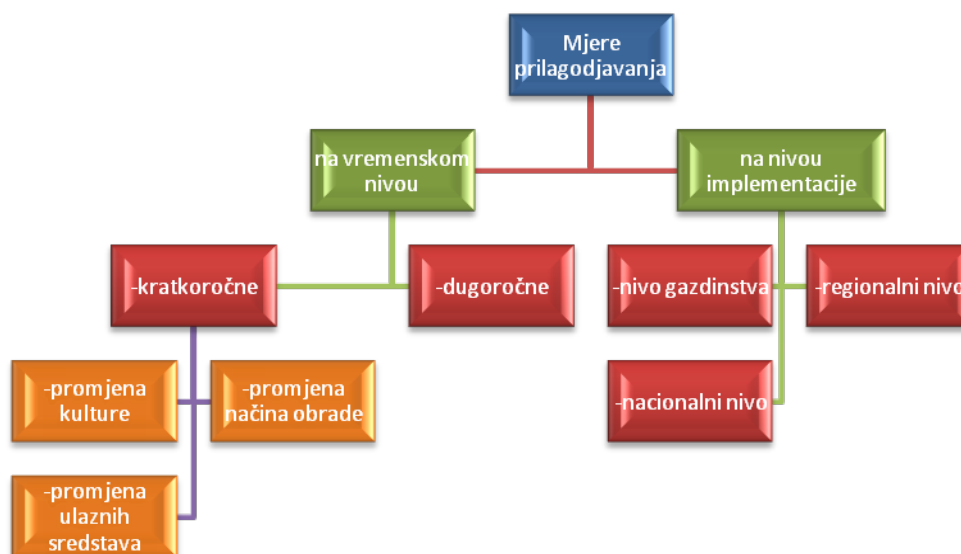 Mjere
prilagodjavanja
na vremenskom
nivou
na nivou
implementacije
-kratkoročne
-dugoročne
-nivo gazdinstva
-regionalni nivo
-promjena
kulture
-promjena
načina obrade
-nacionalni nivo
-promjena
ulaznih
sredstava